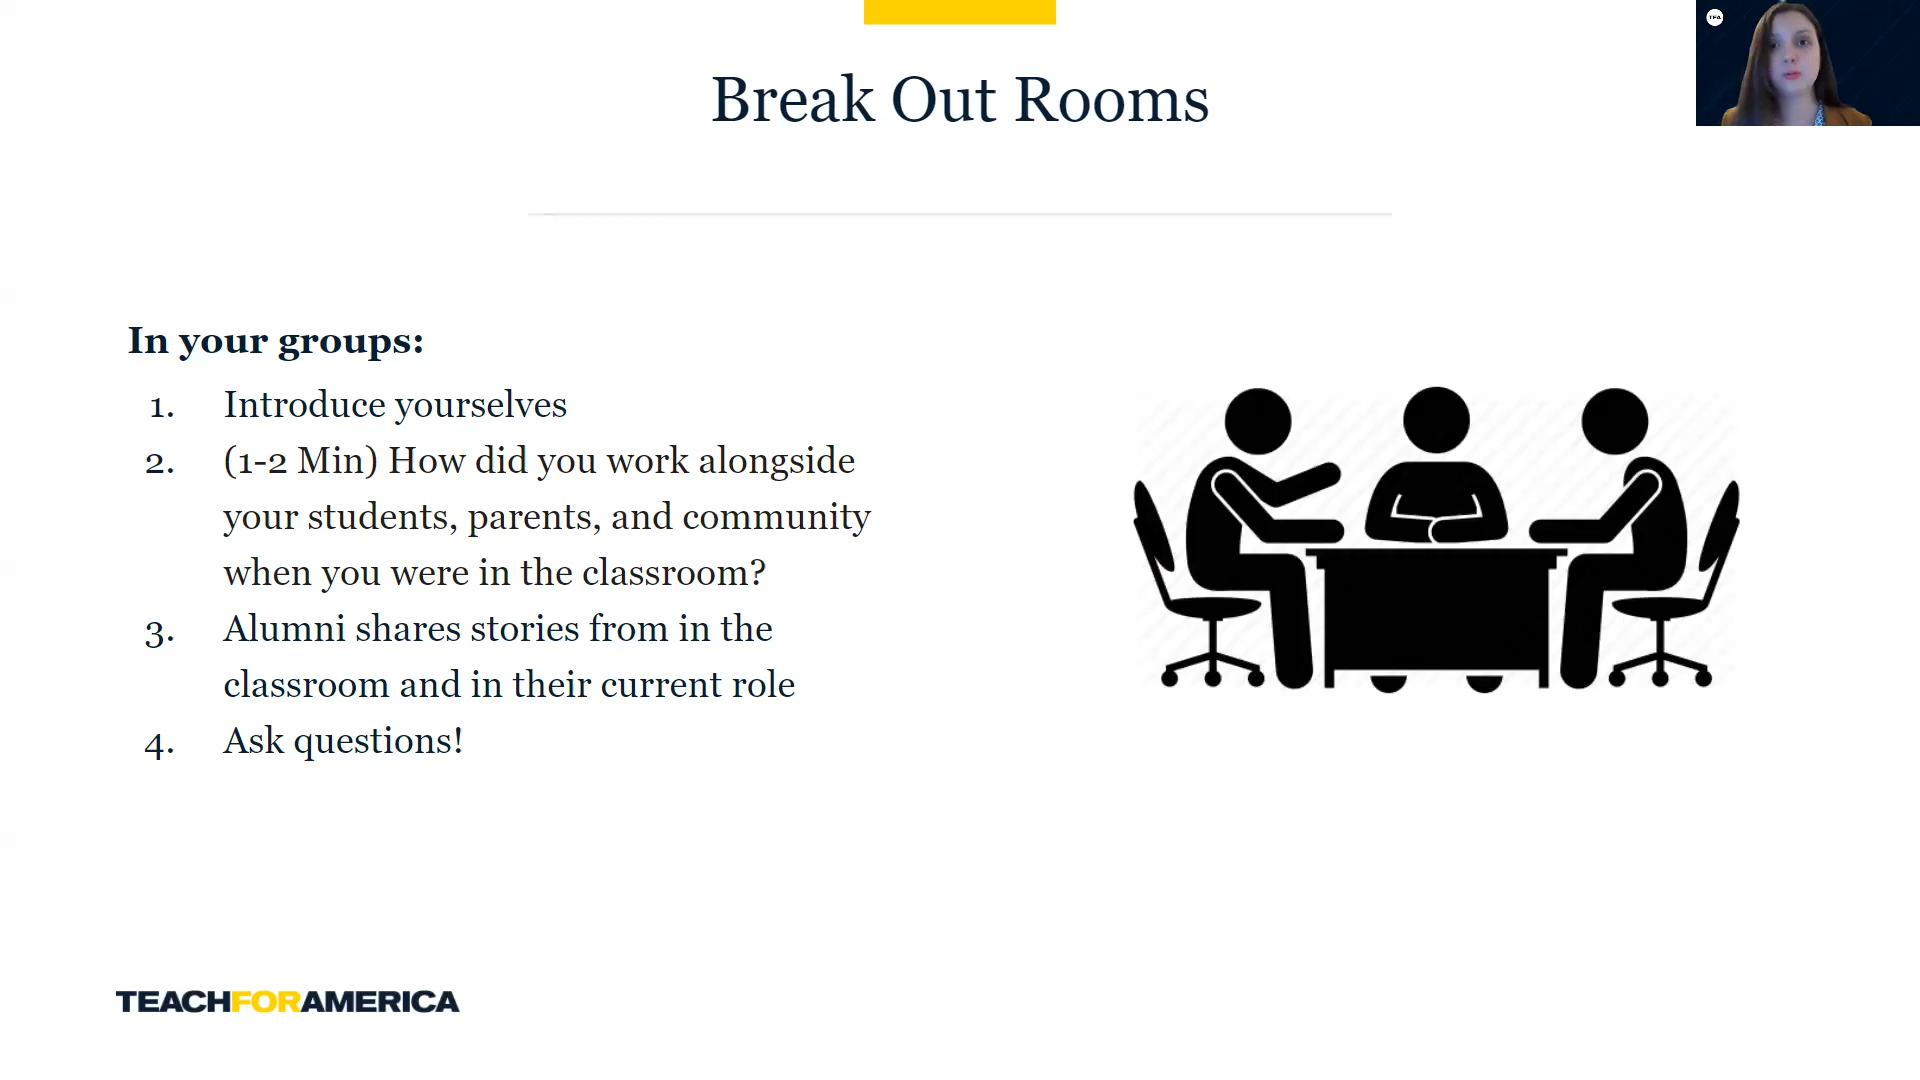 TFA
Break Out Rooms
In your groups:
1. Introduce yourselves
2. (1-2 Min) How did you work alongside
your students, parents, and community
when you were in the classroom?
3. Alumni shares stories from in the
classroom and in their current role
4. Ask questions!
TEACHFORAMERICA